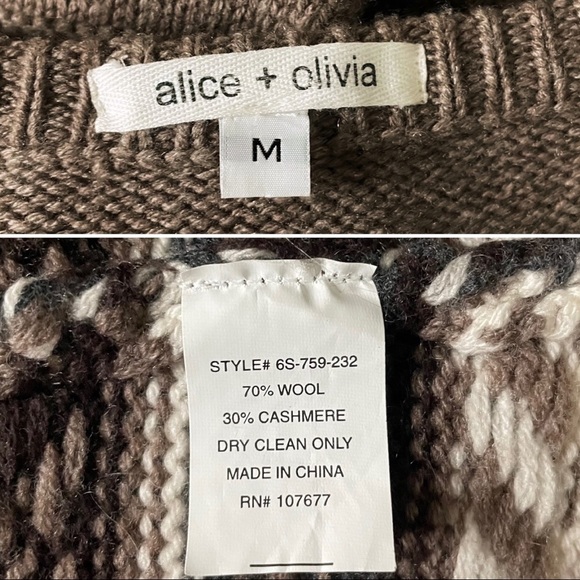 alice + olivia
M
STYLE# 6S-759-232
70% WOOL
30% CASHMERE
DRY CLEAN ONLY
MADE IN CHINA
RN# 107677